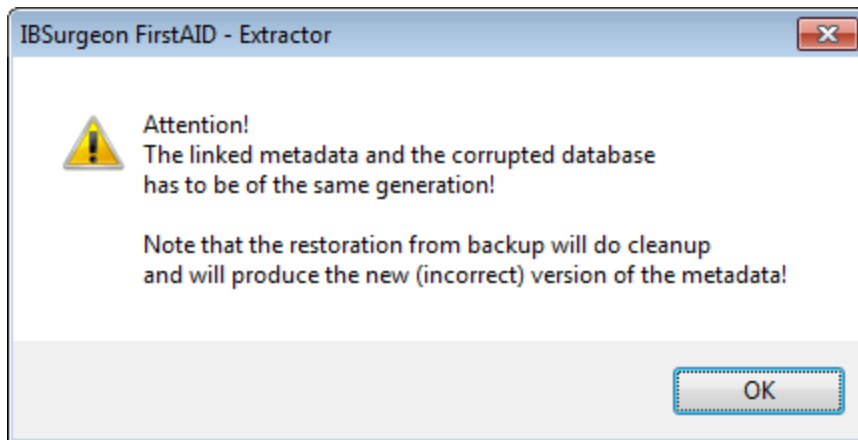 IBSurgeon FirstAID - Extractor
Attention!
The linked metadata and the corrupted database
has to be of the same generation!
Note that the restoration from backup will do cleanup
and will produce the new (incorrect) version of the metadata!
OK